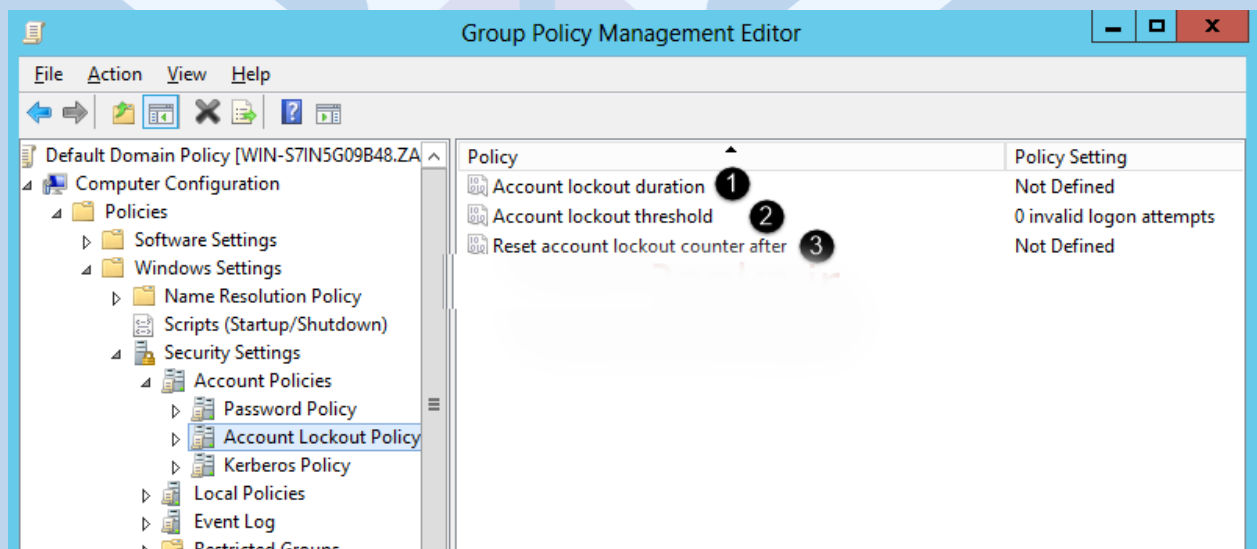 Group Policy Management Editor
File Action View Help
Default Domain Policy [WIN-S7IN5G09B48.ZA
Computer Configuration
Policies
Software Settings
Windows Settings
Name Resolution Policy
Scripts (Startup/Shutdown)
Security Settings
Account Policies
Password Policy
Account Lockout Policy
Kerberos Policy
Local Policies
Event Log
Restricted Groups
Policy Policy Setting
Account lockout duration 1 Not Defined
Account lockout threshold 2 0 invalid logon attempts
Reset account lockout counter after 3 Not Defined